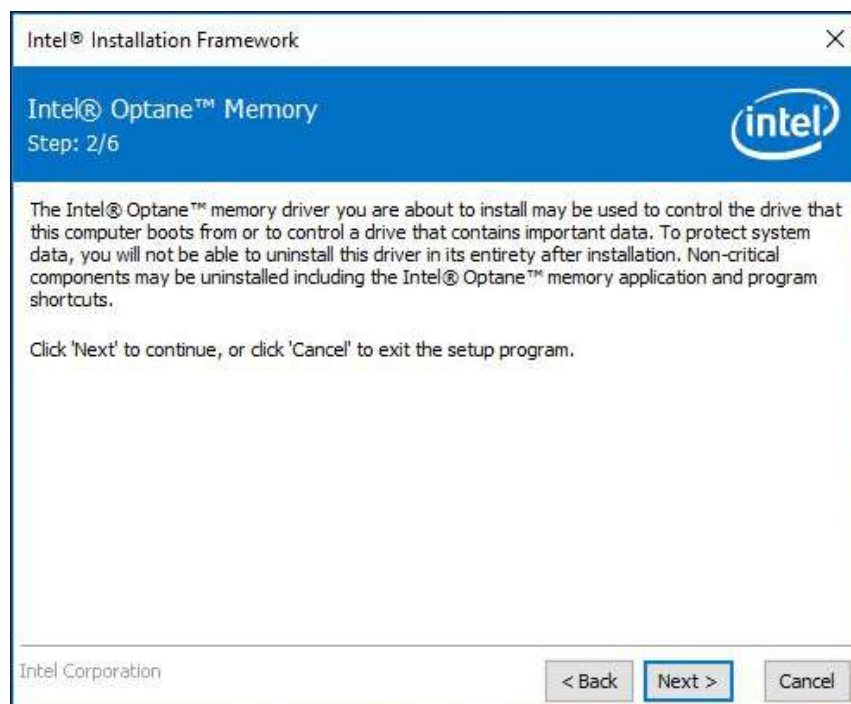 Intel® Installation Framework
Intel® Optane™ Memory
Step: 2/6
intel
The Intel® Optane™ memory driver you are about to install may be used to control the drive that
this computer boots from or to control a drive that contains important data. To protect system
data, you will not be able to uninstall this driver in its entirety after installation. Non-critical
components may be uninstalled including the Intel® Optane™ memory application and program
shortcuts.
Click 'Next' to continue, or click 'Cancel' to exit the setup program.
Intel Corporation
< Back
Next >
Cancel